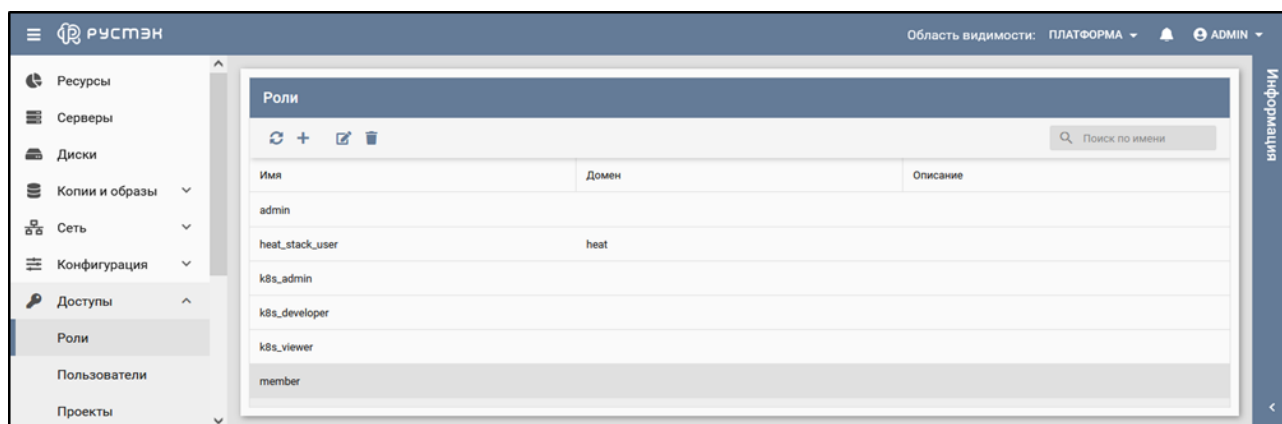 РУСТЭК
Область видимости: ПЛАТФОРМА
ADMIN
Ресурсы
Серверы
Диски
Копии и образы
Сеть
Конфигурация
Доступы
Роли
Пользователи
Проекты
Роли
Поиск по имени
Имя Домен Описание
admin
heat_stack_user heat
k8s_admin
k8s_developer
k8s_viewer
member
Информация